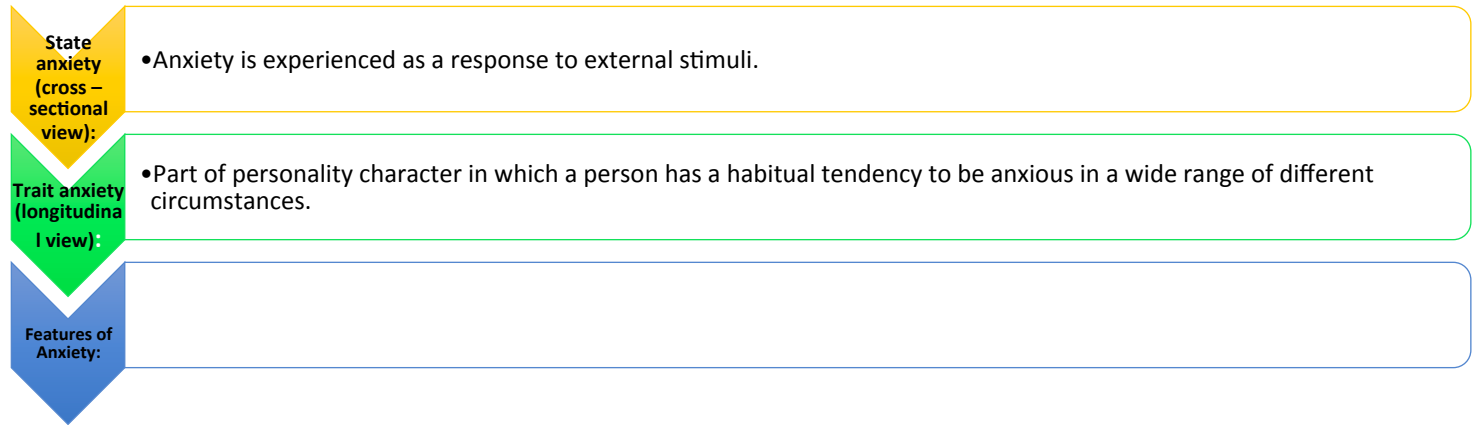 State
anxiety
(cross –
sectional
view):
•Anxiety is experienced as a response to external stimuli.
Trait anxiety
(longitudina
l view):
•Part of personality character in which a person has a habitual tendency to be anxious in a wide range of different
circumstances.
Features of
Anxiety: